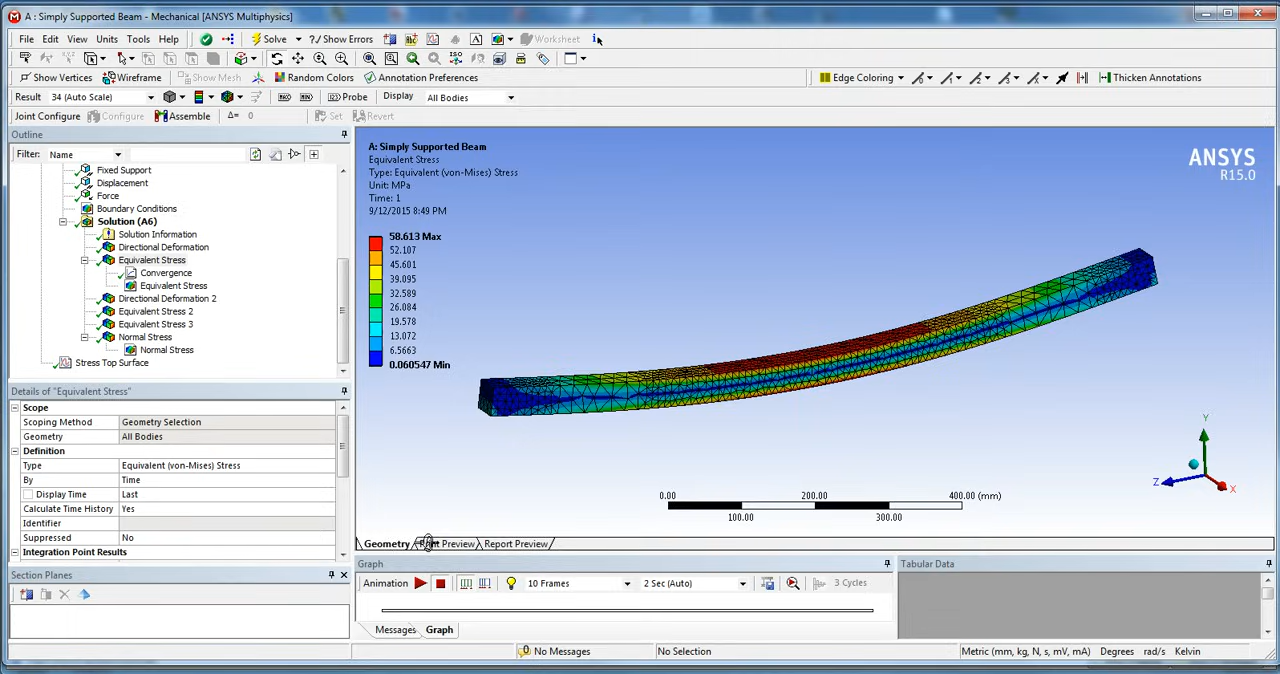 A : Simply Supported Beam - Mechanical [ANSYS Multiphysics]
File Edit View Units Tools Help Solve ?/ Show Errors Worksheet
Show Vertices Wireframe Show Mesh Random Colors Annotation Preferences Edge Coloring Thicken Annotations
Result 34 (Auto Scale) Probe Display All Bodies
Joint Configure Configure Assemble Δ= 0 Set Revert
Outline
Filter: Name
Fixed Support
Displacement
Force
Boundary Conditions
Solution (A6)
Solution Information
Directional Deformation
Equivalent Stress
Convergence
Equivalent Stress
Directional Deformation 2
Equivalent Stress 2
Equivalent Stress 3
Normal Stress
Normal Stress
Stress Top Surface
Details of "Equivalent Stress"
Scope
Scoping Method Geometry Selection
Geometry All Bodies
Definition
Type Equivalent (von-Mises) Stress
By Time
Display Time Last
Calculate Time History Yes
Identifier
Suppressed No
Integration Point Results
Section Planes
A: Simply Supported Beam
Equivalent Stress
Type: Equivalent (von-Mises) Stress
Unit: MPa
Time: 1
9/12/2015 8:49 PM
58.613 Max
52.107
45.601
39.095
32.589
26.084
19.578
13.072
6.5663
0.060547 Min
ANSYS
R15.0
Y
Z
X
0.00 200.00 400.00 (mm)
100.00 300.00
Geometry Preview Report Preview
Graph
Animation 10 Frames 2 Sec (Auto) 3 Cycles
Messages Graph
Tabular Data
No Messages No Selection Metric (mm, kg, N, s, mV, mA) Degrees rad/s Kelvin